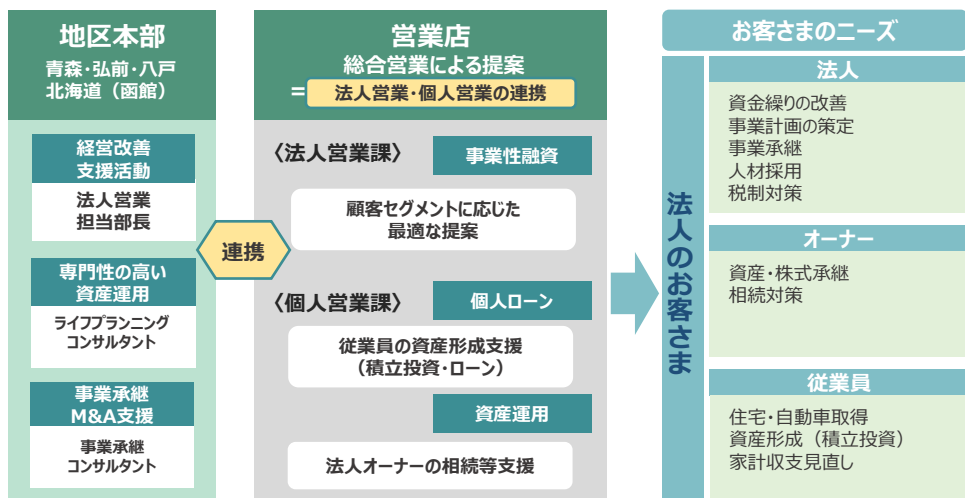 地区本部
青森・弘前・八戸
北海道（函館）
経営改善
支援活動
法人営業
担当部長
専門性の高い
資産運用
ライフプランニング
コンサルタント
事業承継
M&A支援
事業承継
コンサルタント
連携
営業店
総合営業による提案
=
法人営業・個人営業の連携
〈法人営業課〉
事業性融資
顧客セグメントに応じた
最適な提案
〈個人営業課〉
個人ローン
従業員の資産形成支援
（積立投資・ローン）
資産運用
法人オーナーの相続等支援
お客さまのニーズ
法人のお客さま
法人
資金繰りの改善
事業計画の策定
事業承継
人材採用
税制対策
オーナー
資産・株式承継
相続対策
従業員
住宅・自動車取得
資産形成（積立投資）
家計収支見直し